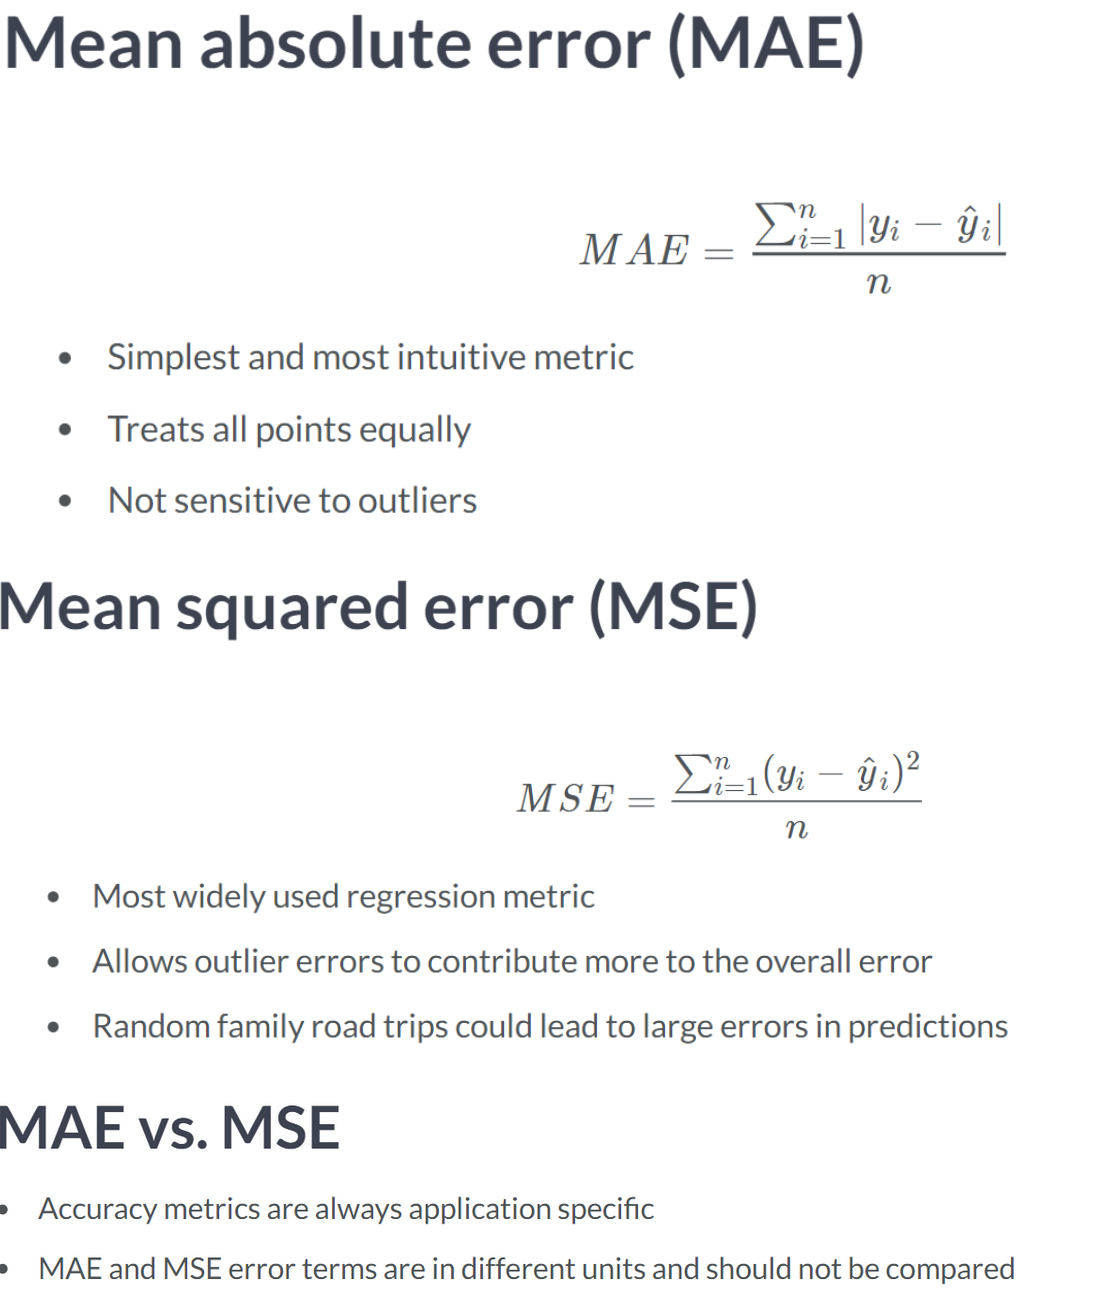 Mean absolute error (MAE)
MAE = \frac{\sum_{i=1}^{n} |y_i - \hat{y}_i|}{n}
• Simplest and most intuitive metric
• Treats all points equally
• Not sensitive to outliers
Mean squared error (MSE)
MSE = \frac{\sum_{i=1}^{n} (y_i - \hat{y}_i)^2}{n}
• Most widely used regression metric
• Allows outlier errors to contribute more to the overall error
• Random family road trips could lead to large errors in predictions
MAE vs. MSE
• Accuracy metrics are always application specific
• MAE and MSE error terms are in different units and should not be compared